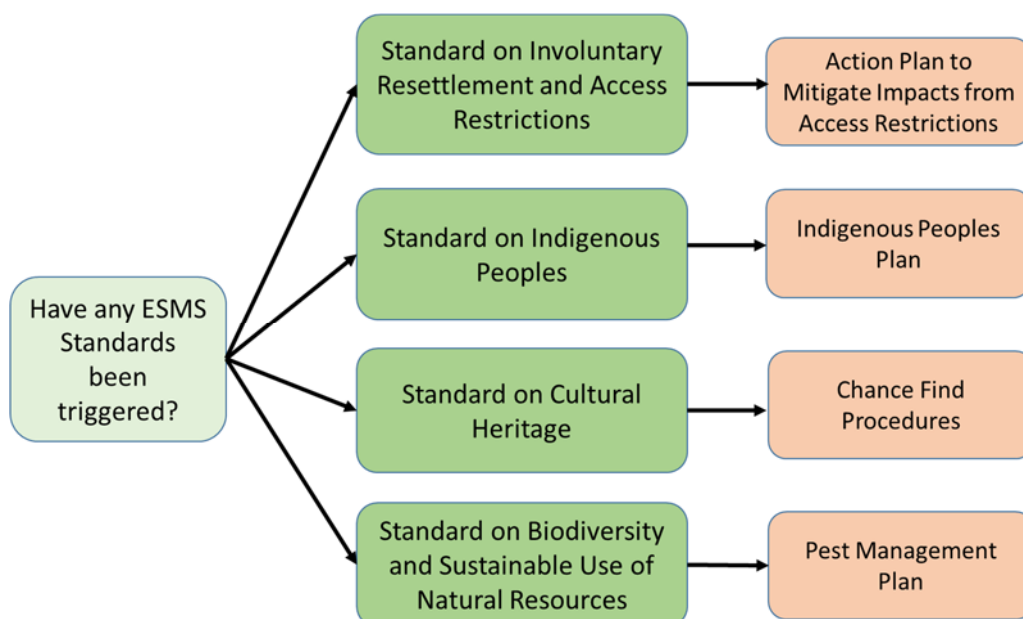 Have any ESMS
Standards
been
triggered?
Standard on Involuntary
Resettlement and Access
Restrictions
Action Plan to
Mitigate Impacts from
Access Restrictions
Standard on Indigenous
Peoples
Indigenous Peoples
Plan
Standard on Cultural
Heritage
Chance Find
Procedures
Standard on Biodiversity
and Sustainable Use of
Natural Resources
Pest Management
Plan